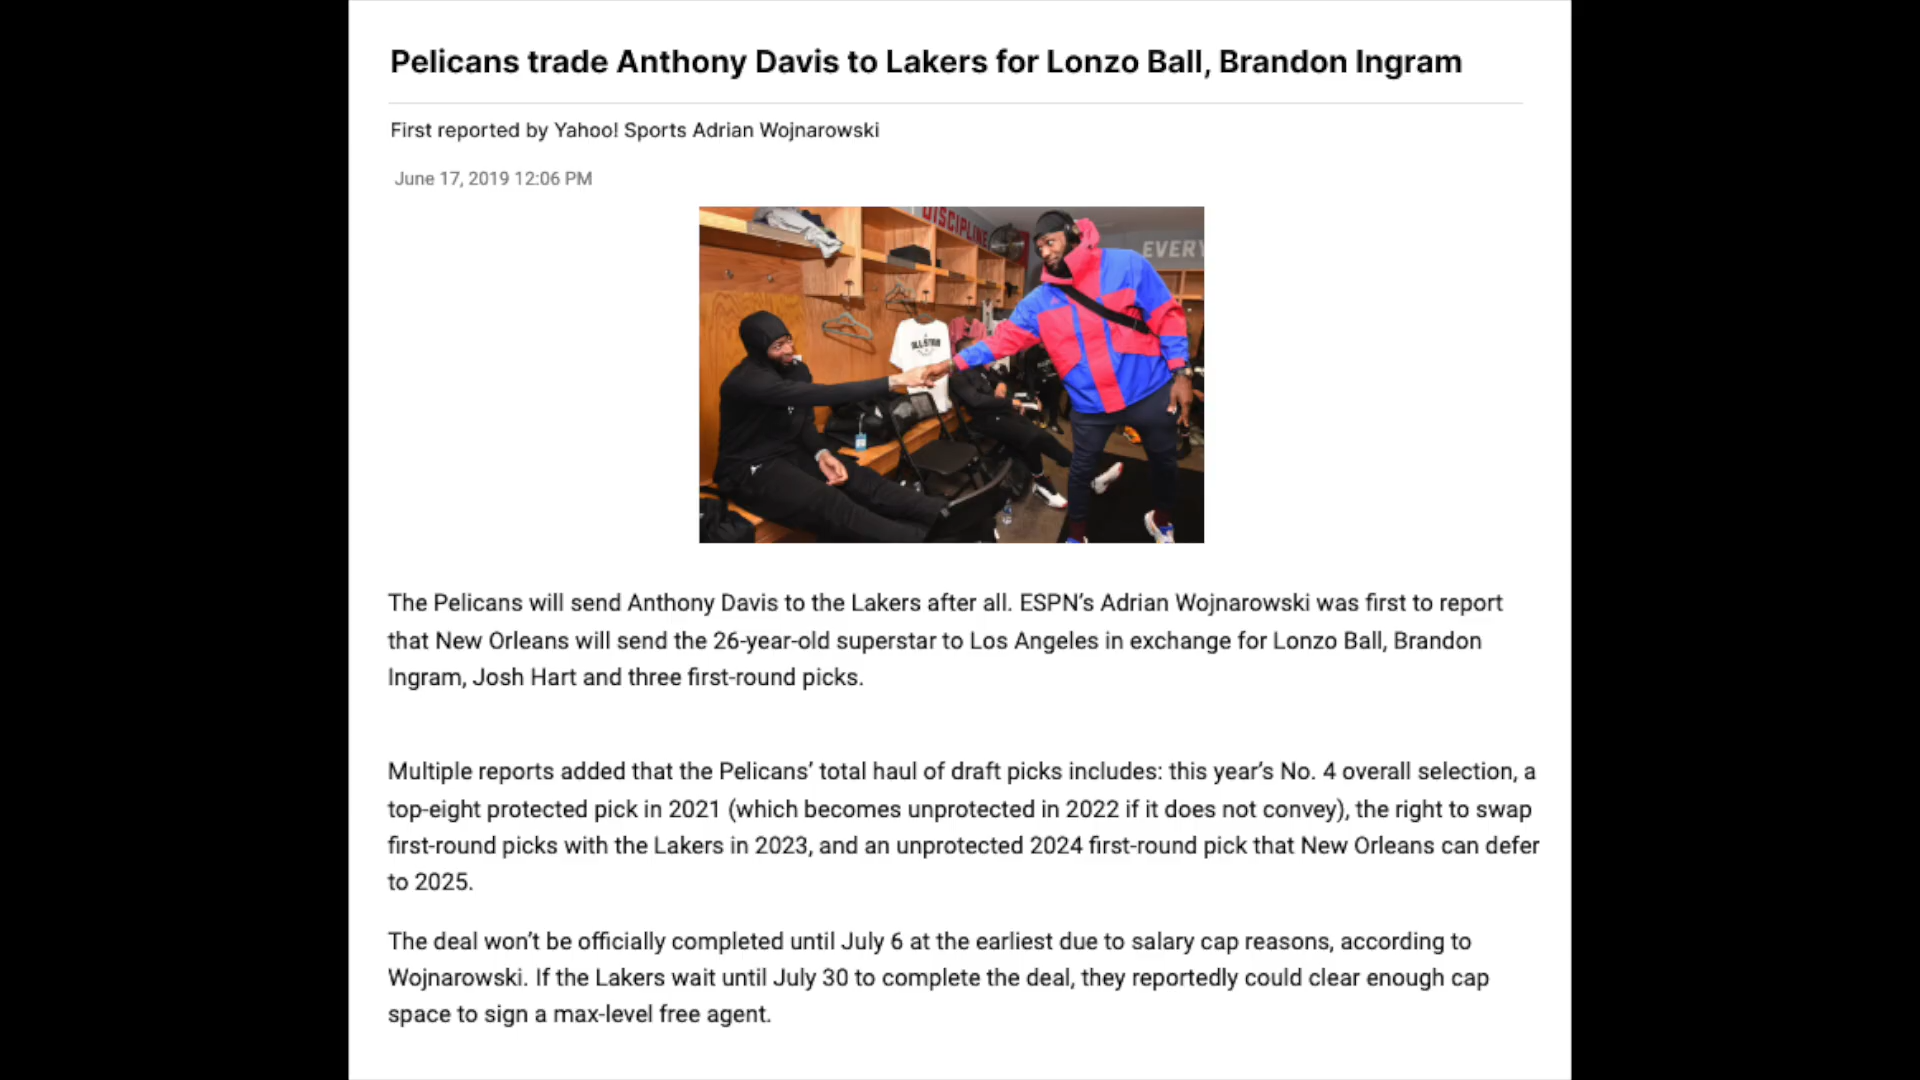 Pelicans trade Anthony Davis to Lakers for Lonzo Ball, Brandon Ingram
First reported by Yahoo! Sports Adrian Wojnarowski
June 17, 2019 12:06 PM
DISCIPLINE
EVERY
ALL-STAR
The Pelicans will send Anthony Davis to the Lakers after all. ESPN’s Adrian Wojnarowski was first to report
that New Orleans will send the 26-year-old superstar to Los Angeles in exchange for Lonzo Ball, Brandon
Ingram, Josh Hart and three first-round picks.
Multiple reports added that the Pelicans’ total haul of draft picks includes: this year’s No. 4 overall selection, a
top-eight protected pick in 2021 (which becomes unprotected in 2022 if it does not convey), the right to swap
first-round picks with the Lakers in 2023, and an unprotected 2024 first-round pick that New Orleans can defer
to 2025.
The deal won’t be officially completed until July 6 at the earliest due to salary cap reasons, according to
Wojnarowski. If the Lakers wait until July 30 to complete the deal, they reportedly could clear enough cap
space to sign a max-level free agent.